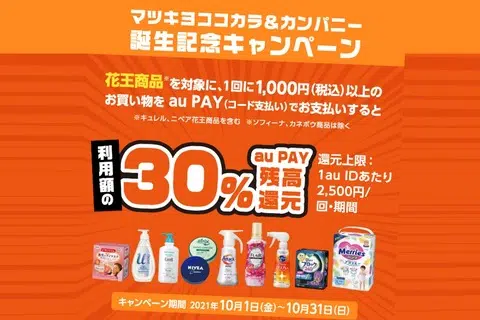 マツキヨココカラ&カンパニー
誕生記念キャンペーン
花王商品※を対象に、1回に1,000円(税込)以上の
お買い物を au PAY(コード支払い)でお支払いすると
※キュレル、ニベア花王商品を含む ※ソフィーナ、カネボウ商品は除く
利用額の
30%
au PAY
残高
還元
還元上限:
1au IDあたり
2,500円/
回・期間
NIVEA
Merries
キャンペーン期間 2021年10月1日(金)~10月31日(日)